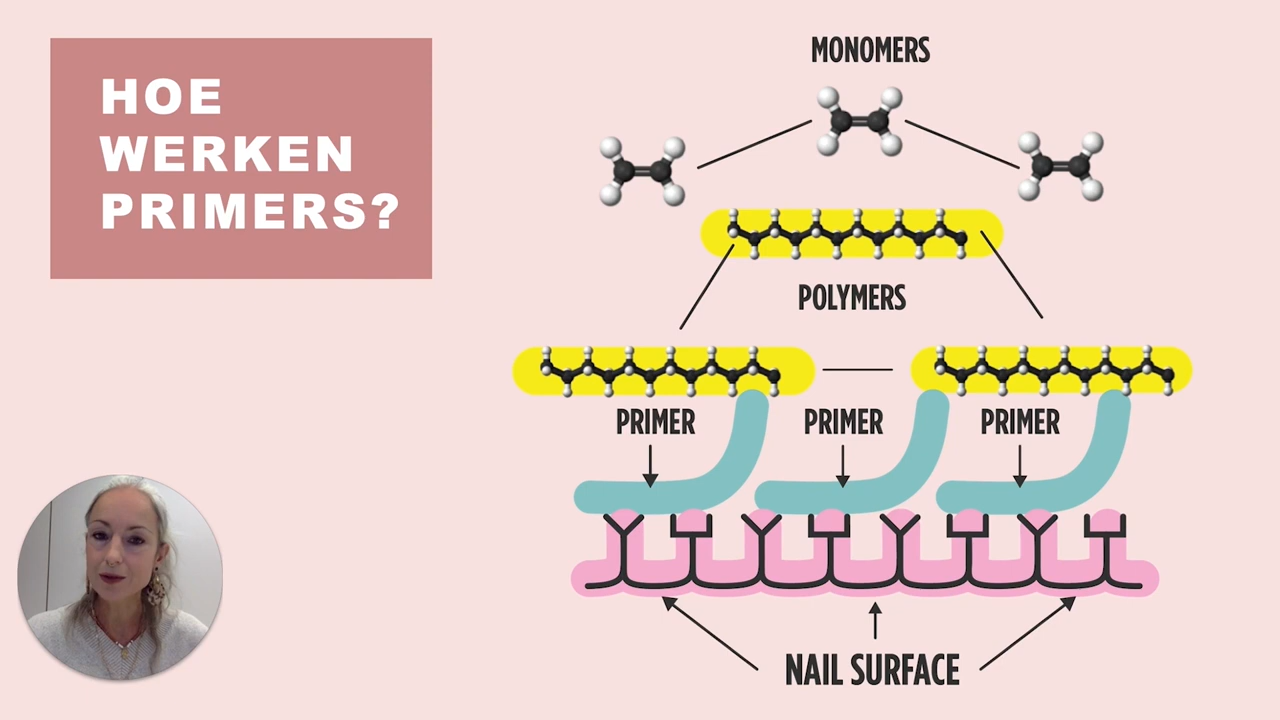 HOE
WERKEN
PRIMERS?
MONOMERS
POLYMERS
PRIMER PRIMER PRIMER
NAIL SURFACE